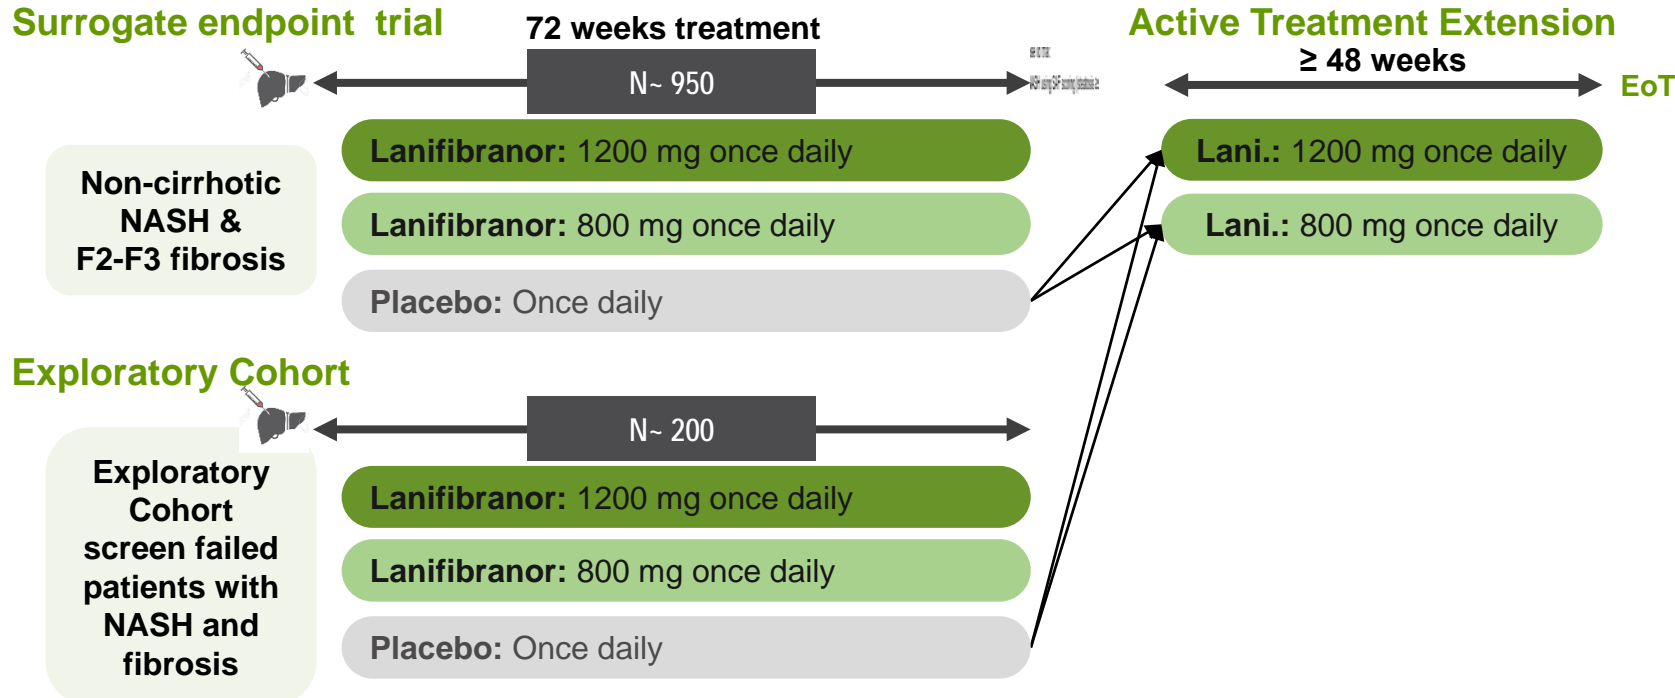 Surrogate endpoint trial
72 weeks treatment
N~ 950
Active Treatment Extension
≥ 48 weeks
EoT
Non-cirrhotic
NASH &
F2-F3 fibrosis
Lanifibranor: 1200 mg once daily
Lanifibranor: 800 mg once daily
Placebo: Once daily
Lani.: 1200 mg once daily
Lani.: 800 mg once daily
Exploratory Cohort
N~ 200
Exploratory
Cohort
screen failed
patients with
NASH and
fibrosis
Lanifibranor: 1200 mg once daily
Lanifibranor: 800 mg once daily
Placebo: Once daily